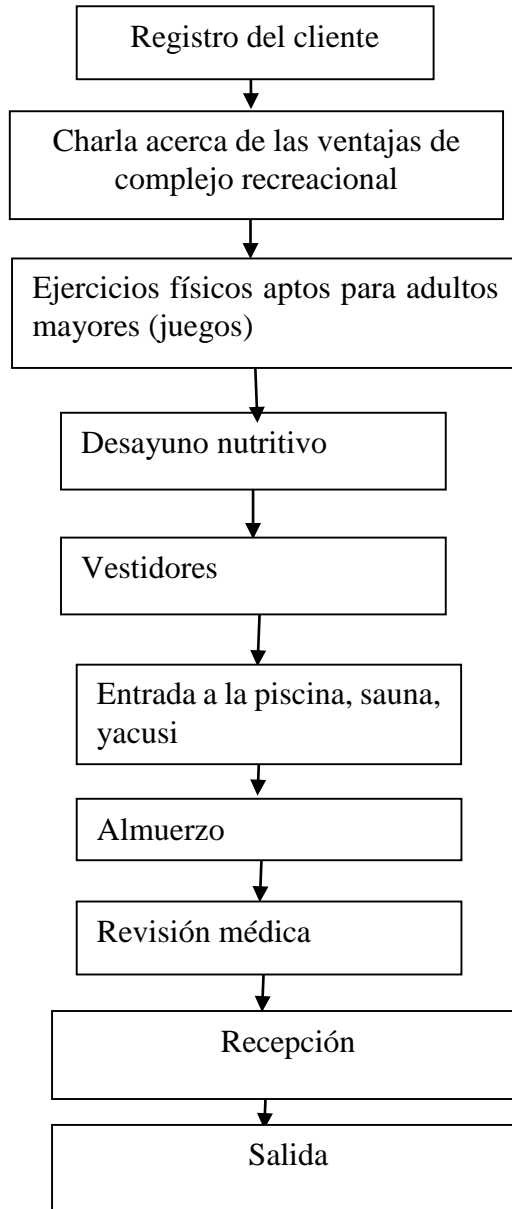 Registro del cliente
Charla acerca de las ventajas de
complejo recreacional
Ejercicios físicos aptos para adultos
mayores (juegos)
Desayuno nutritivo
Vestidores
Entrada a la piscina, sauna,
yacusi
Almuerzo
Revisión médica
Recepción
Salida